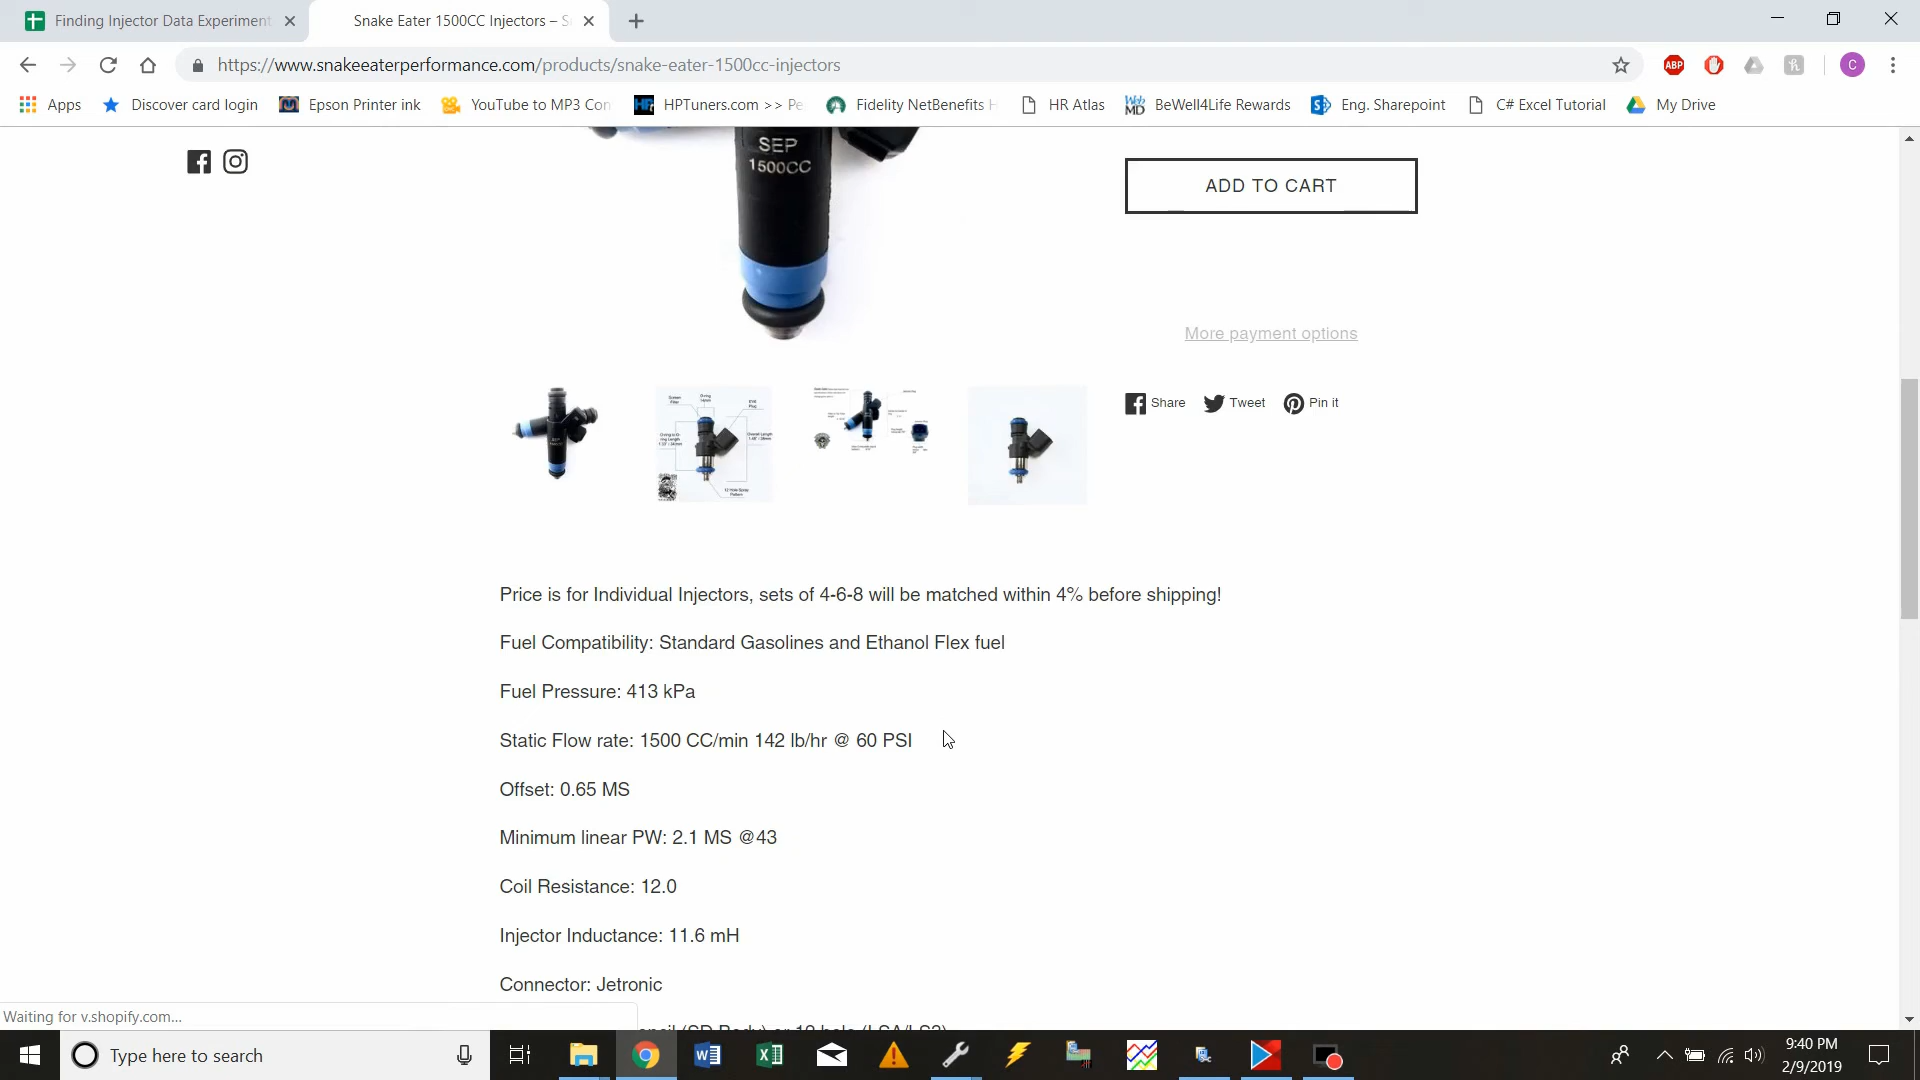 Finding Injector Data Experiment
Snake Eater 1500CC Injectors – S
https://www.snakeeaterperformance.com/products/snake-eater-1500cc-injectors
ABP
C
Apps
Discover card login
Epson Printer ink
YouTube to MP3 Con
HPTuners.com >> Pe
Fidelity NetBenefits H
HR Atlas
BeWell4Life Rewards
Eng. Sharepoint
C# Excel Tutorial
My Drive
SEP
1500CC
ADD TO CART
More payment options
Share
Tweet
Pin it
Price is for Individual Injectors, sets of 4-6-8 will be matched within 4% before shipping!
Fuel Compatibility: Standard Gasolines and Ethanol Flex fuel
Fuel Pressure: 413 kPa
Static Flow rate: 1500 CC/min 142 lb/hr @ 60 PSI
Offset: 0.65 MS
Minimum linear PW: 2.1 MS @43
Coil Resistance: 12.0
Injector Inductance: 11.6 mH
Connector: Jetronic
Waiting for v.shopify.com...
Type here to search
9:40 PM
2/9/2019